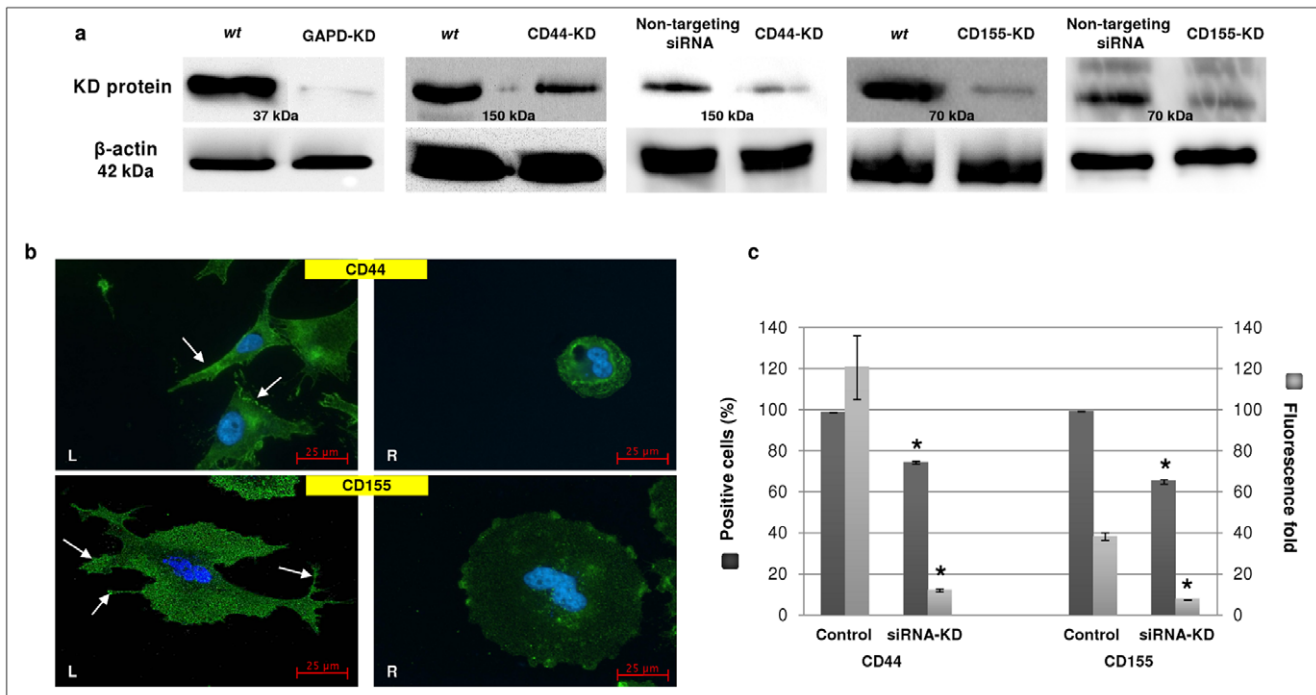 a
wt GAPD-KD
wt CD44-KD
Non-targeting
siRNA CD44-KD
wt CD155-KD
Non-targeting
siRNA CD155-KD
KD protein
37 kDa 150 kDa 150 kDa 70 kDa 70 kDa
β-actin
42 kDa
b
CD44
L 25 µm
R 25 µm
CD155
L 25 µm
R 25 µm
c
Positive cells (%)
140 140
120 120
100 100
80 80
60 60
40 40
20 20
0 0
* * * *
Fluorescence fold
Control siRNA-KD Control siRNA-KD
CD44 CD155